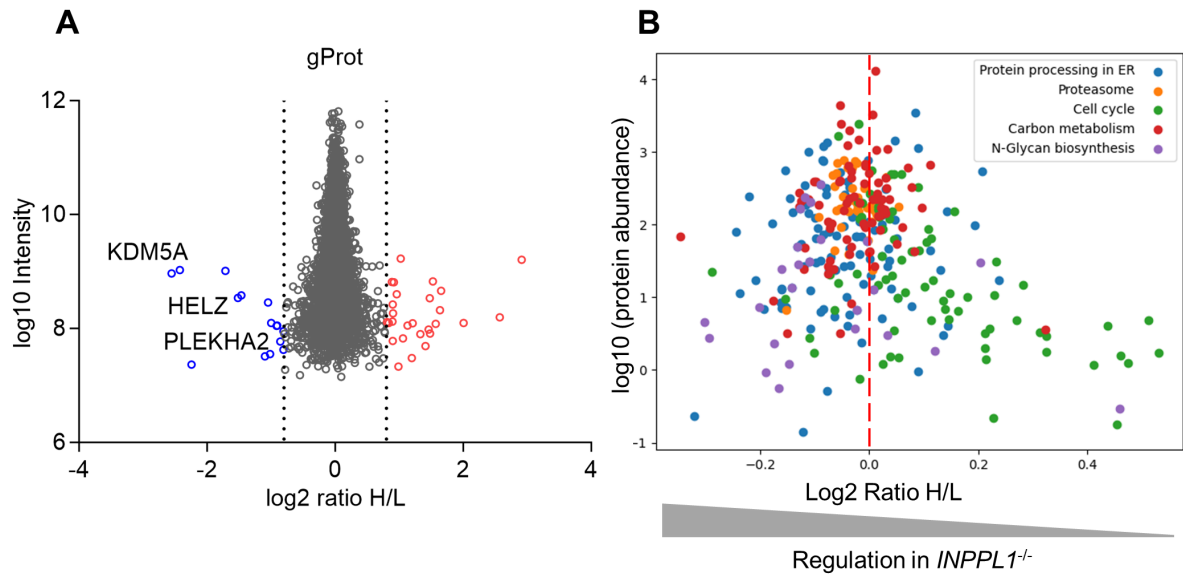 A
gProt
12
10
8
6
log10 Intensity
KDM5A
HELZ
PLEKHA2
-4
-2
0
2
4
log2 ratio H/L
B
4
3
2
1
0
-1
log10 (protein abundance)
Protein processing in ER
Proteasome
Cell cycle
Carbon metabolism
N-Glycan biosynthesis
−0.2
0.0
0.2
0.4
Log2 Ratio H/L
Regulation in INPPL1-/-